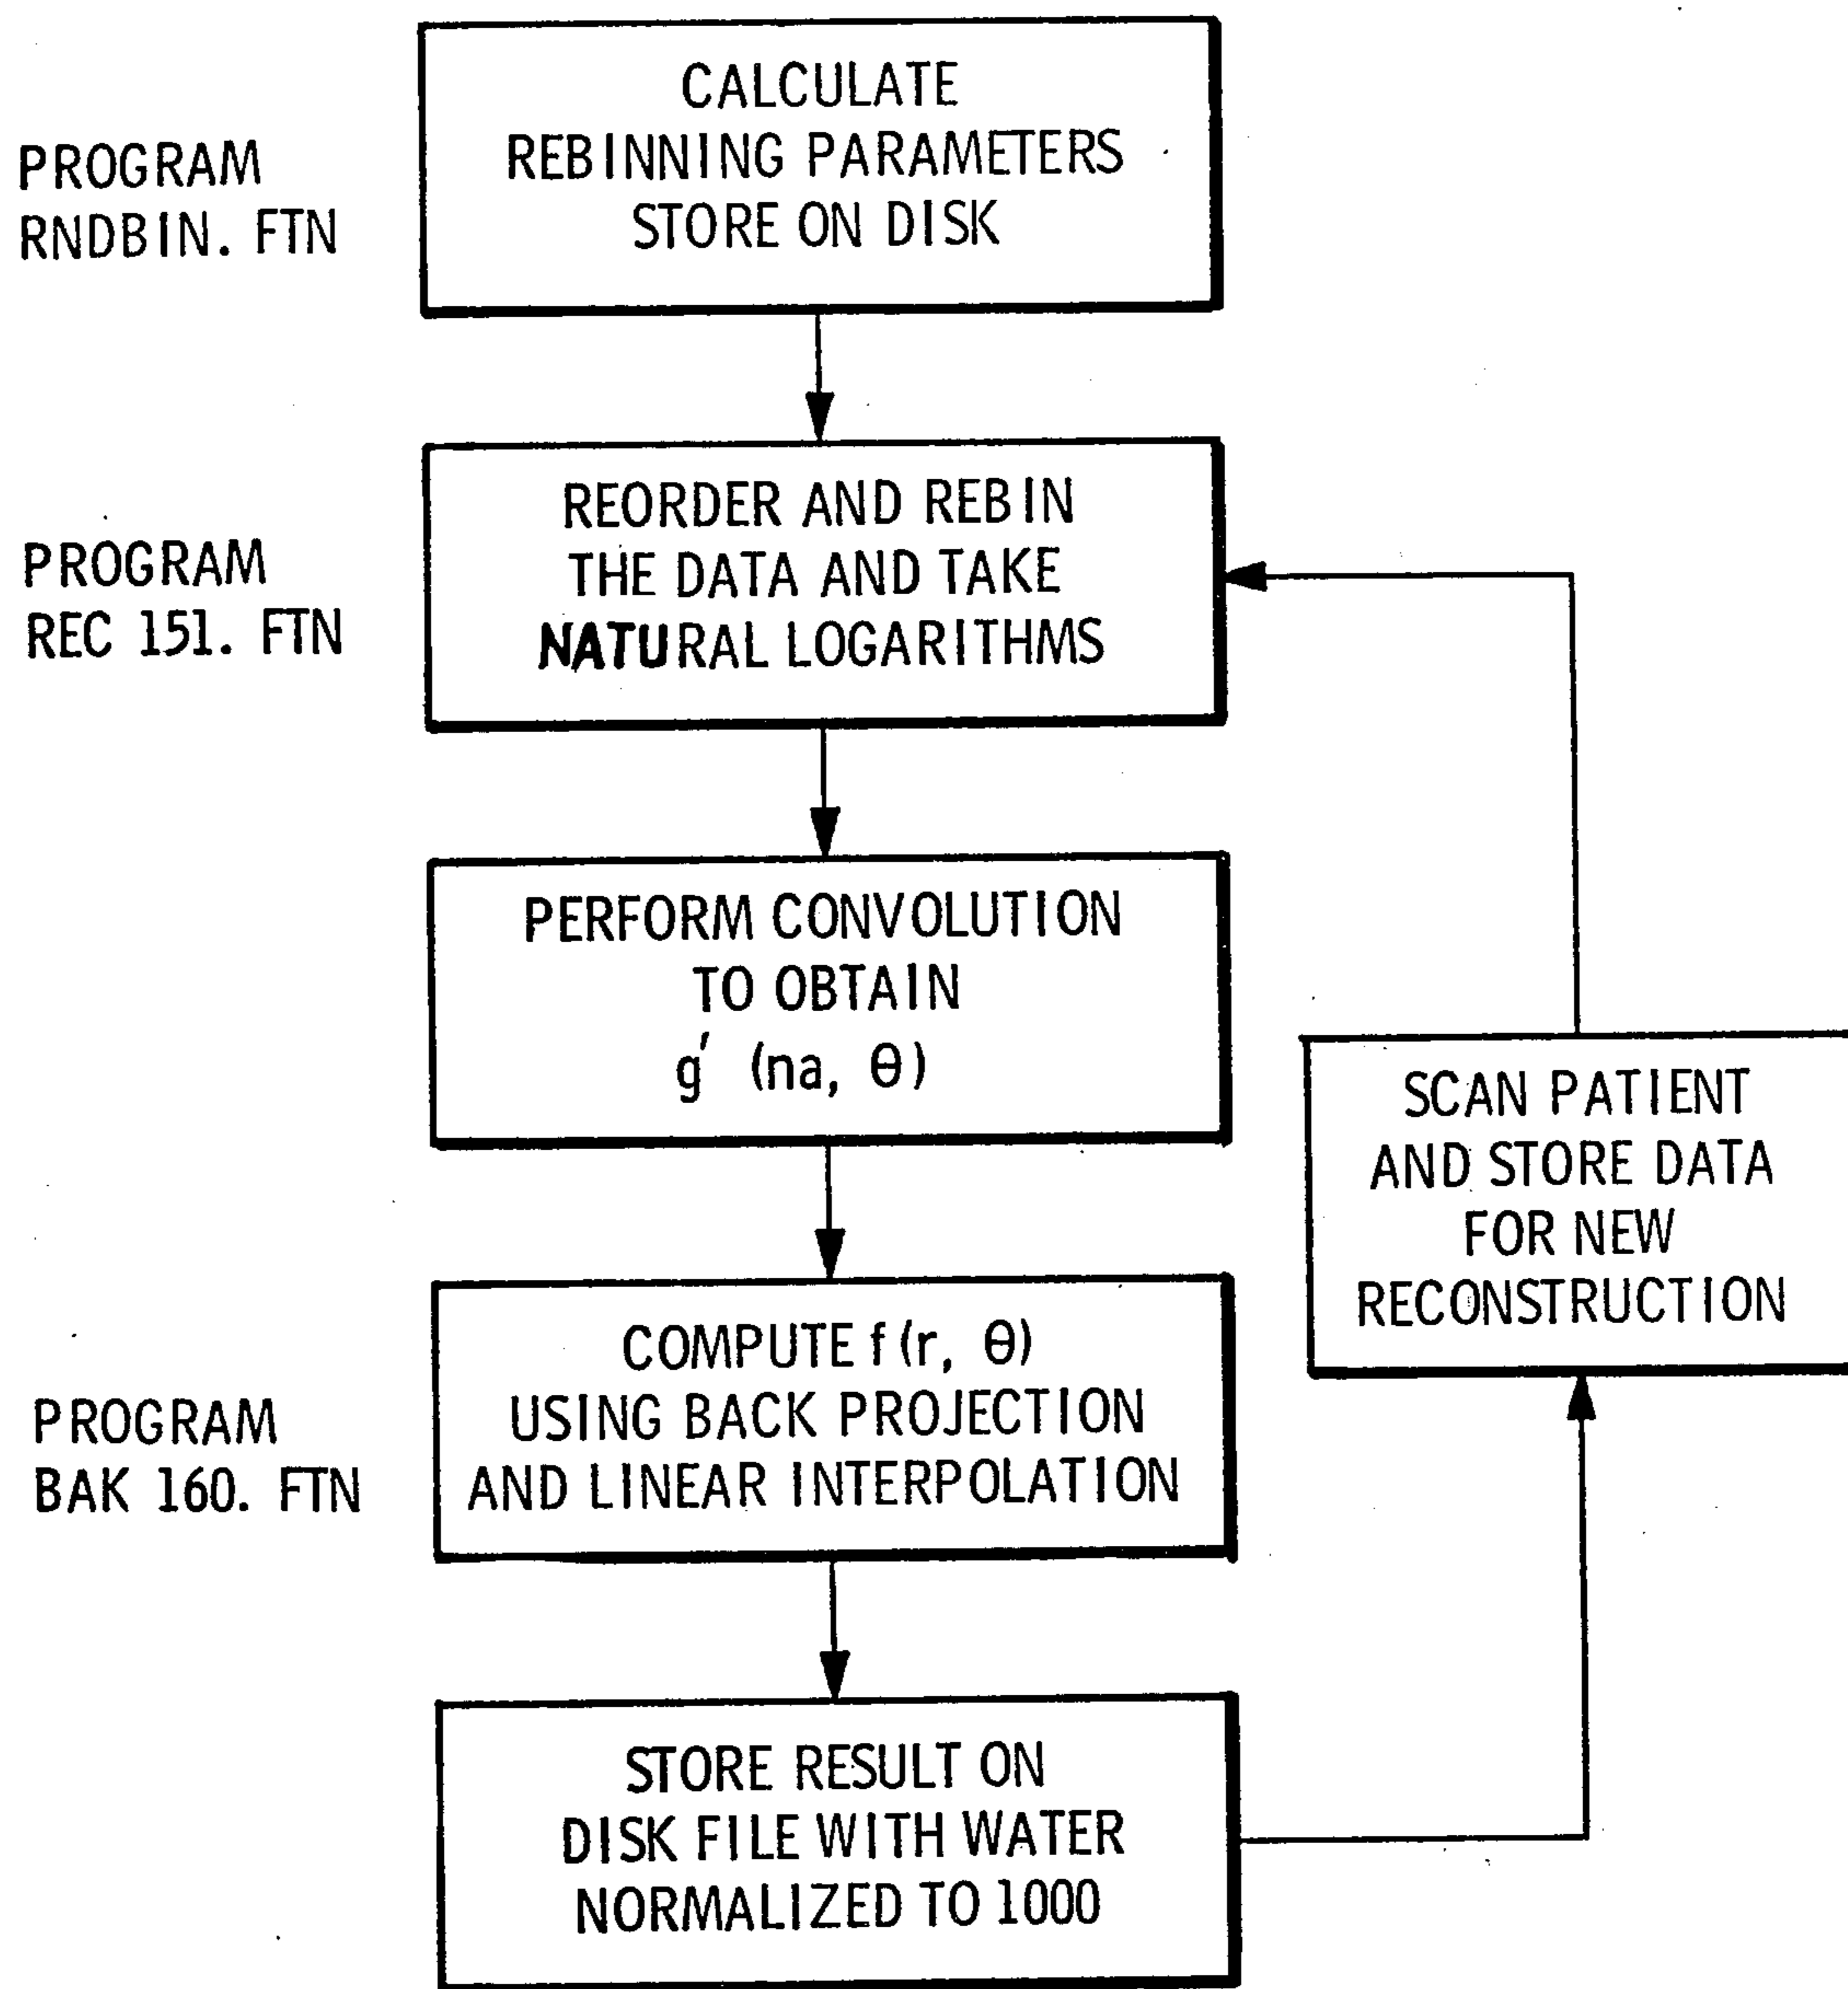 PROGRAM
RNDBIN. FTN
CALCULATE
REBINNING PARAMETERS
STORE ON DISK
PROGRAM
REC 151. FTN
REORDER AND REBIN
THE DATA AND TAKE
NATURAL LOGARITHMS
PERFORM CONVOLUTION
TO OBTAIN
g′ (na, θ)
SCAN PATIENT
AND STORE DATA
FOR NEW
RECONSTRUCTION
PROGRAM
BAK 160. FTN
COMPUTE f (r, θ)
USING BACK PROJECTION
AND LINEAR INTERPOLATION
STORE RESULT ON
DISK FILE WITH WATER
NORMALIZED TO 1000